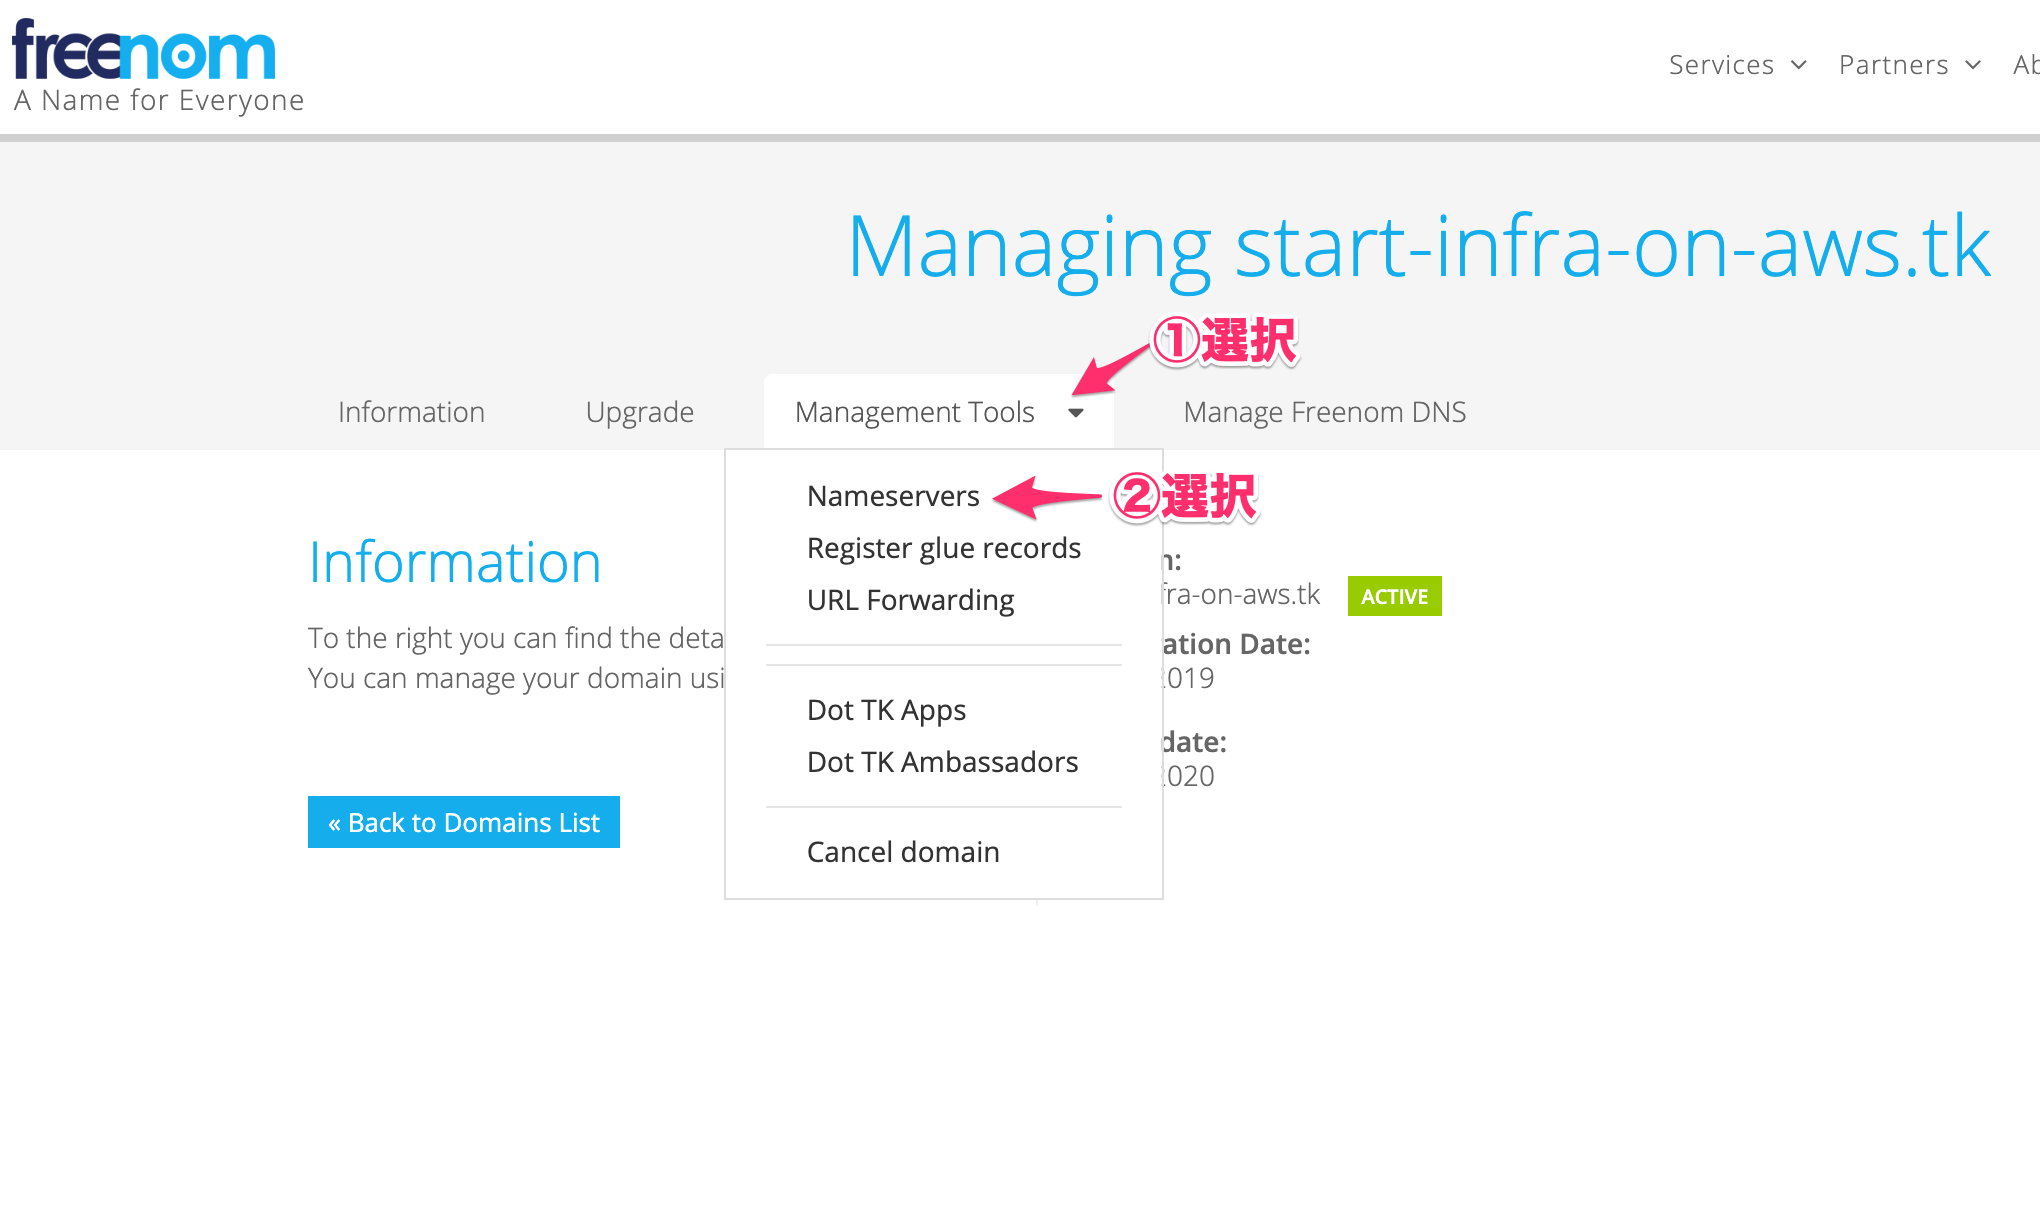 freenom
A Name for Everyone
Services
Partners
Ab
Managing start-infra-on-aws.tk
①選択
Information
Upgrade
Management Tools
Manage Freenom DNS
Nameservers
②選択
Register glue records
URL Forwarding
Dot TK Apps
Dot TK Ambassadors
Cancel domain
Information
To the right you can find the deta
You can manage your domain usi
« Back to Domains List
n:
fra-on-aws.tk
ACTIVE
ation Date:
2019
date:
2020